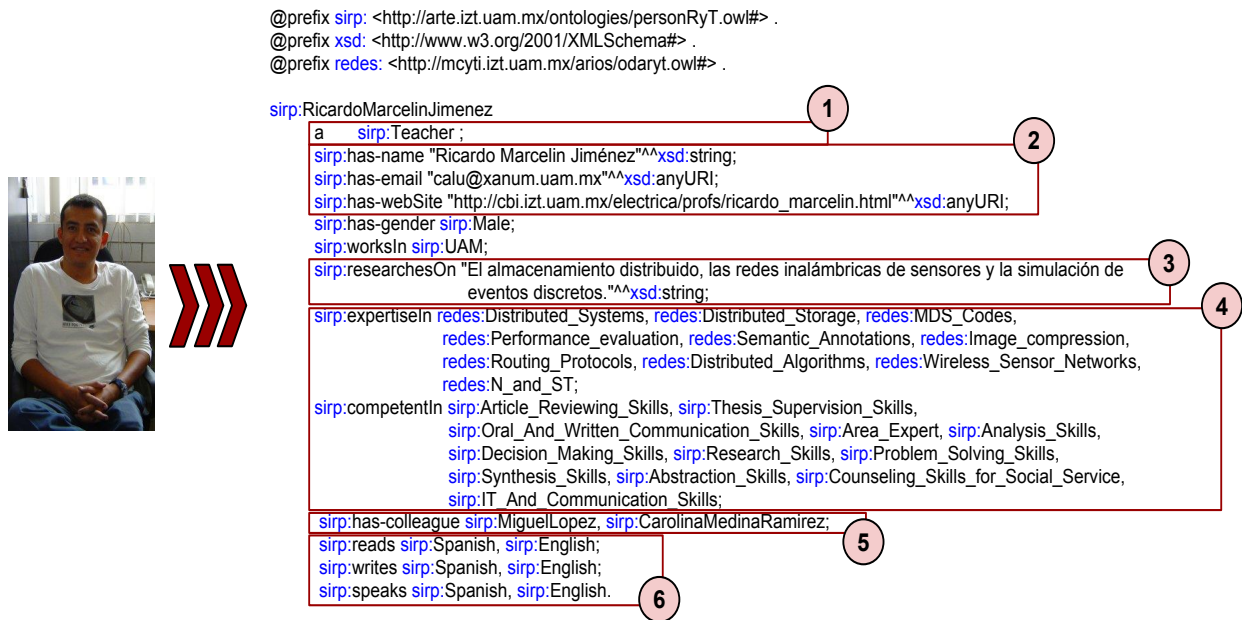 @prefix sirp: <http://arte.izt.uam.mx/ontologies/personRyT.owl#> .
@prefix xsd: <http://www.w3.org/2001/XMLSchema#> .
@prefix redes: <http://mcyti.izt.uam.mx/arios/odaryt.owl#> .
sirp:RicardoMarcelinJimenez
1
a sirp:Teacher ;
2
sirp:has-name "Ricardo Marcelin Jiménez"^^xsd:string;
sirp:has-email "calu@xanum.uam.mx"^^xsd:anyURI;
sirp:has-webSite "http://cbi.izt.uam.mx/electrica/profs/ricardo_marcelin.html"^^xsd:anyURI;
sirp:has-gender sirp:Male;
sirp:worksIn sirp:UAM;
3
sirp:researchesOn "El almacenamiento distribuido, las redes inalámbricas de sensores y la simulación de
eventos discretos."^^xsd:string;
4
sirp:expertiseIn redes:Distributed_Systems, redes:Distributed_Storage, redes:MDS_Codes,
redes:Performance_evaluation, redes:Semantic_Annotations, redes:Image_compression,
redes:Routing_Protocols, redes:Distributed_Algorithms, redes:Wireless_Sensor_Networks,
redes:N_and_ST;
sirp:competentIn sirp:Article_Reviewing_Skills, sirp:Thesis_Supervision_Skills,
sirp:Oral_And_Written_Communication_Skills, sirp:Area_Expert, sirp:Analysis_Skills,
sirp:Decision_Making_Skills, sirp:Research_Skills, sirp:Problem_Solving_Skills,
sirp:Synthesis_Skills, sirp:Abstraction_Skills, sirp:Counseling_Skills_for_Social_Service,
sirp:IT_And_Communication_Skills;
sirp:has-colleague sirp:MiguelLopez, sirp:CarolinaMedinaRamirez;
5
sirp:reads sirp:Spanish, sirp:English;
sirp:writes sirp:Spanish, sirp:English;
sirp:speaks sirp:Spanish, sirp:English.
6